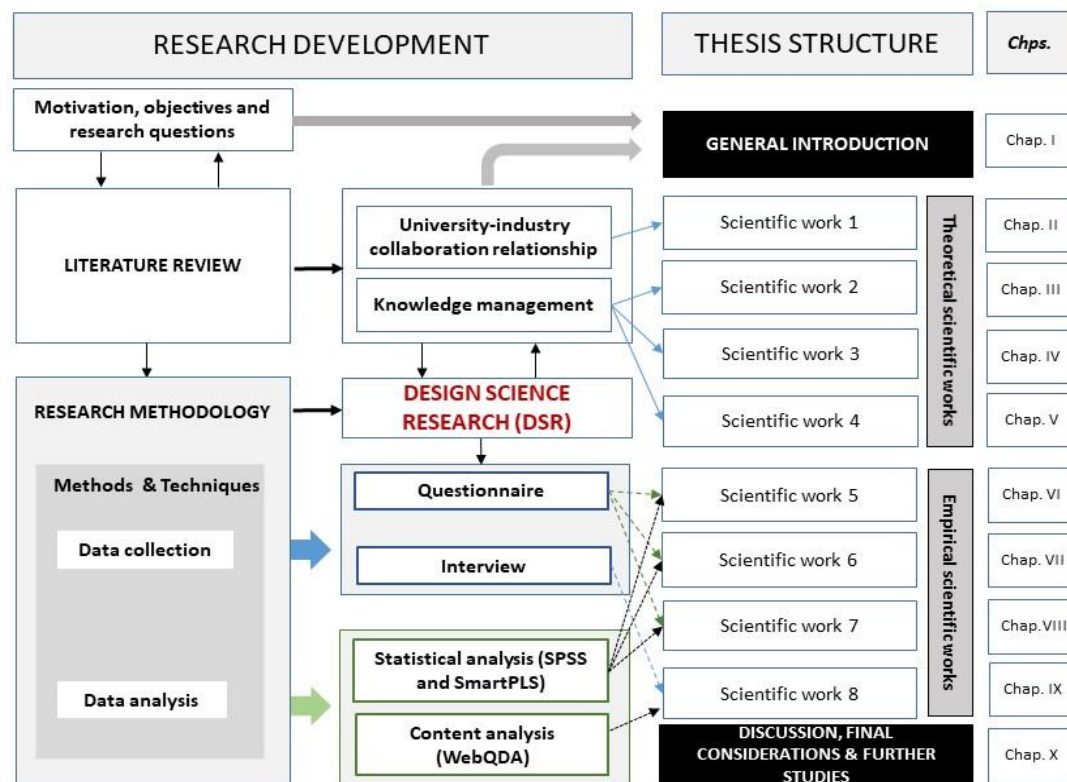 RESEARCH DEVELOPMENT
THESIS STRUCTURE
Chps.
Motivation, objectives and
research questions
GENERAL INTRODUCTION
Chap. I
LITERATURE REVIEW
University-industry
collaboration relationship
Knowledge management
Scientific work 1
Scientific work 2
Scientific work 3
Scientific work 4
Theoretical scientific works
Chap. II
Chap. III
Chap. IV
Chap. V
RESEARCH METHODOLOGY
DESIGN SCIENCE
RESEARCH (DSR)
Methods & Techniques
Data collection
Data analysis
Questionnaire
Interview
Statistical analysis (SPSS
and SmartPLS)
Content analysis
(WebQDA)
Scientific work 5
Scientific work 6
Scientific work 7
Scientific work 8
Empirical scientific works
Chap. VI
Chap. VII
Chap.VIII
Chap. IX
DISCUSSION, FINAL
CONSIDERATIONS & FURTHER
STUDIES
Chap. X